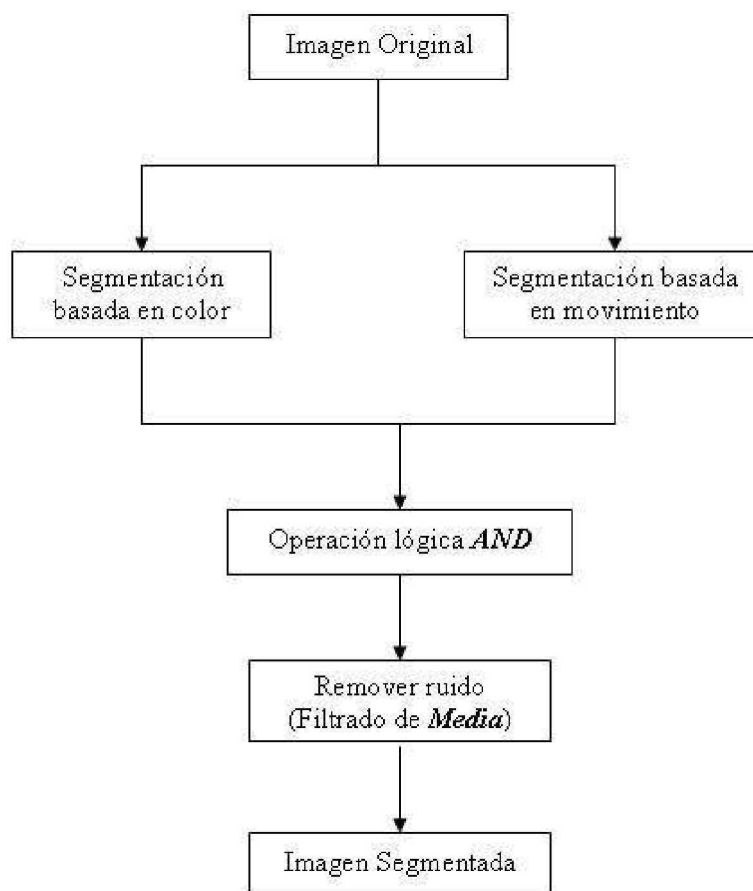 Imagen Original
Segmentación
basada en color
Segmentación basada
en movimiento
Operación lógica AND
Remover ruido
(Filtrado de Media)
Imagen Segmentada